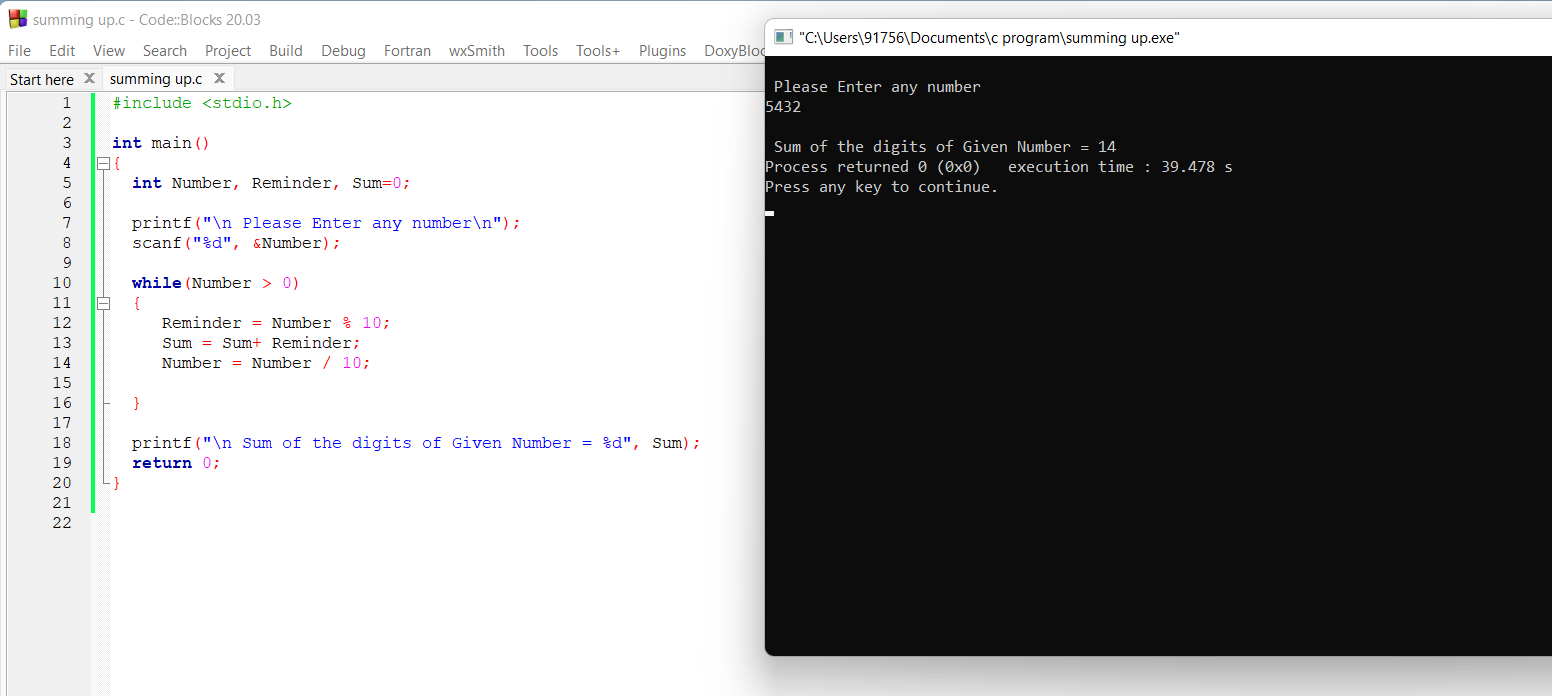 summing up.c - Code::Blocks 20.03
File Edit View Search Project Build Debug Fortran wxSmith Tools Tools+ Plugins DoxyBloc
Start here X summing up.c X
1 #include <stdio.h>
2
3 int main()
4 {
5 int Number, Reminder, Sum=0;
6
7 printf("\n Please Enter any number\n");
8 scanf("%d", &Number);
9
10 while(Number > 0)
11 {
12 Reminder = Number % 10;
13 Sum = Sum+ Reminder;
14 Number = Number / 10;
15
16 }
17
18 printf("\n Sum of the digits of Given Number = %d", Sum);
19 return 0;
20 }
21
22
"C:\Users\91756\Documents\c program\summing up.exe"
Please Enter any number
5432
Sum of the digits of Given Number = 14
Process returned 0 (0x0) execution time : 39.478 s
Press any key to continue.